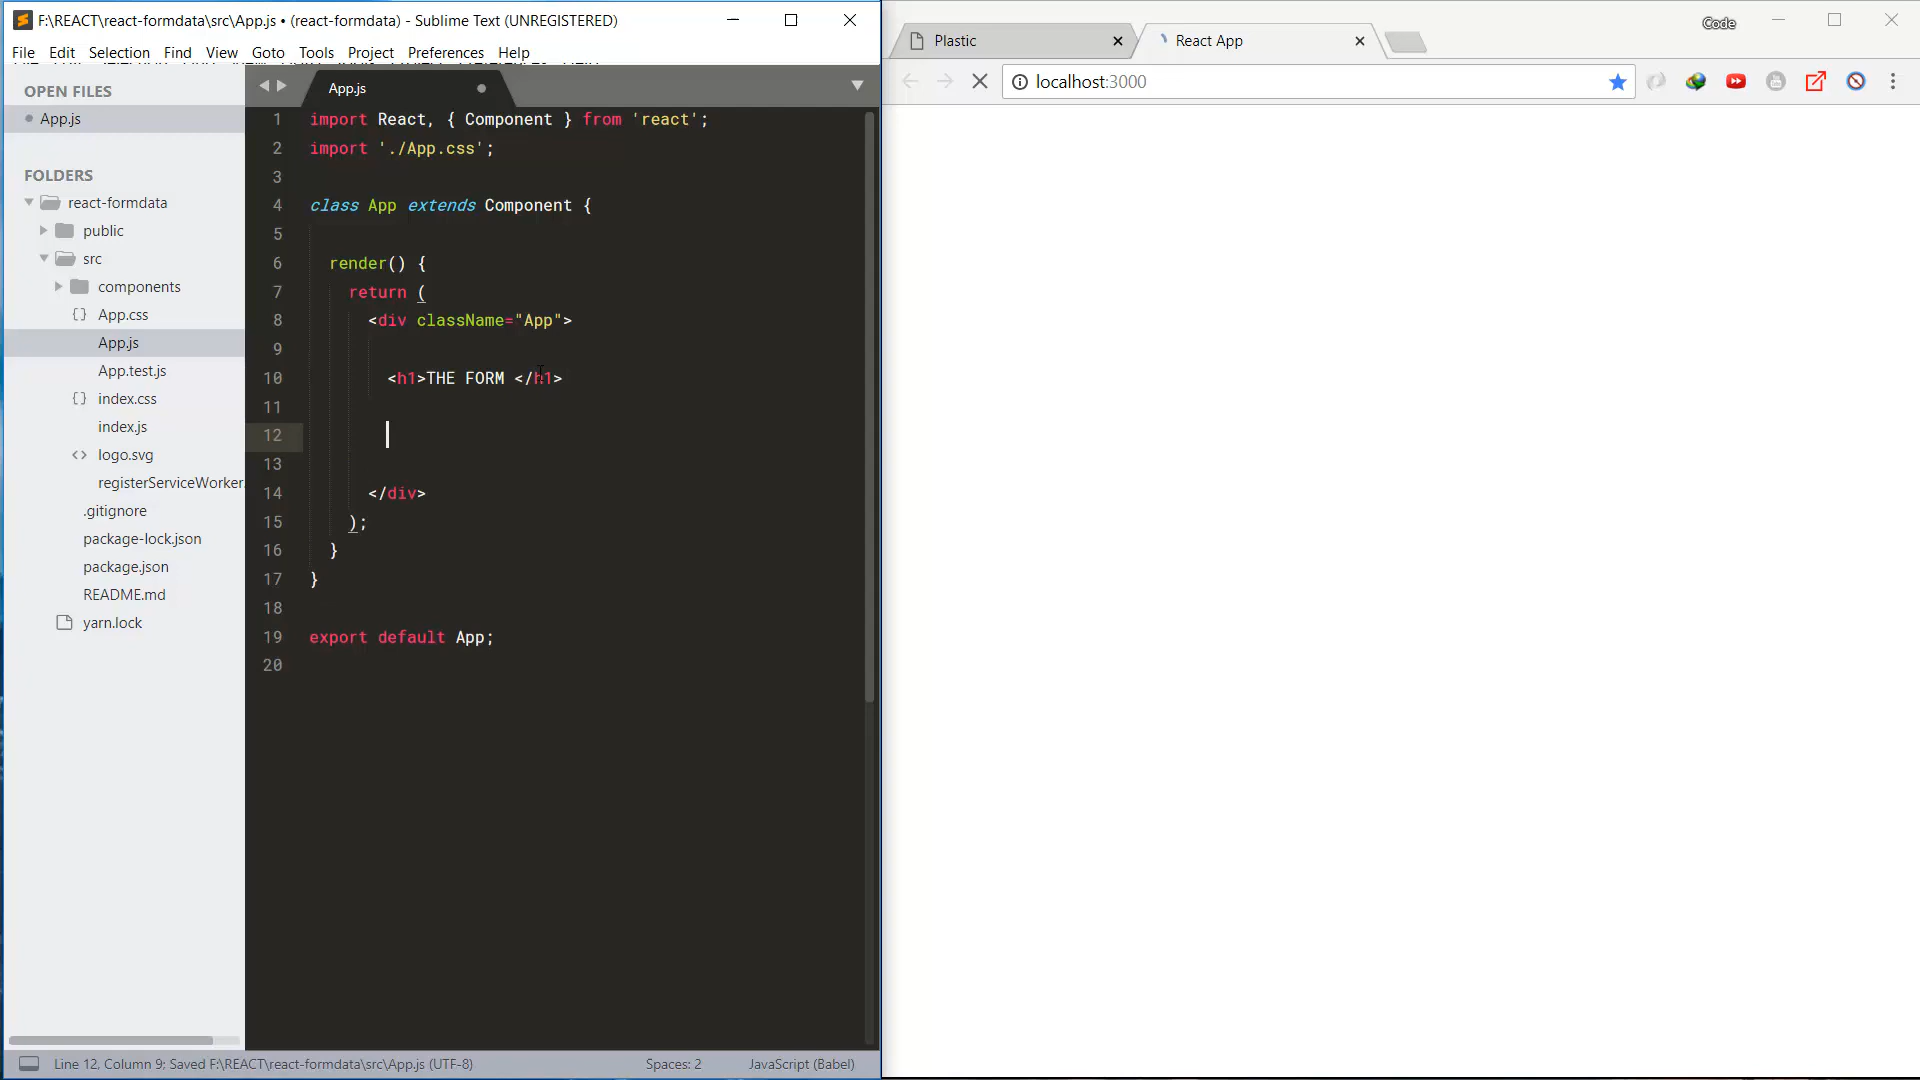 F:\REACT\react-formdata\src\App.js • (react-formdata) - Sublime Text (UNREGISTERED)
File Edit Selection Find View Goto Tools Project Preferences Help
OPEN FILES
App.js
FOLDERS
react-formdata
public
src
components
{} App.css
App.js
App.test.js
{} index.css
index.js
<> logo.svg
registerServiceWorker.
.gitignore
package-lock.json
package.json
README.md
yarn.lock
App.js
1 import React, { Component } from 'react';
2 import './App.css';
3
4 class App extends Component {
5
6 render() {
7 return (
8 <div className="App">
9
10 <h1>THE FORM </h1>
11
12
13
14 </div>
15 );
16 }
17 }
18
19 export default App;
20
Line 12, Column 9; Saved F:\REACT\react-formdata\src\App.js (UTF-8) Spaces: 2 JavaScript (Babel)
Code
Plastic
React App
localhost:3000